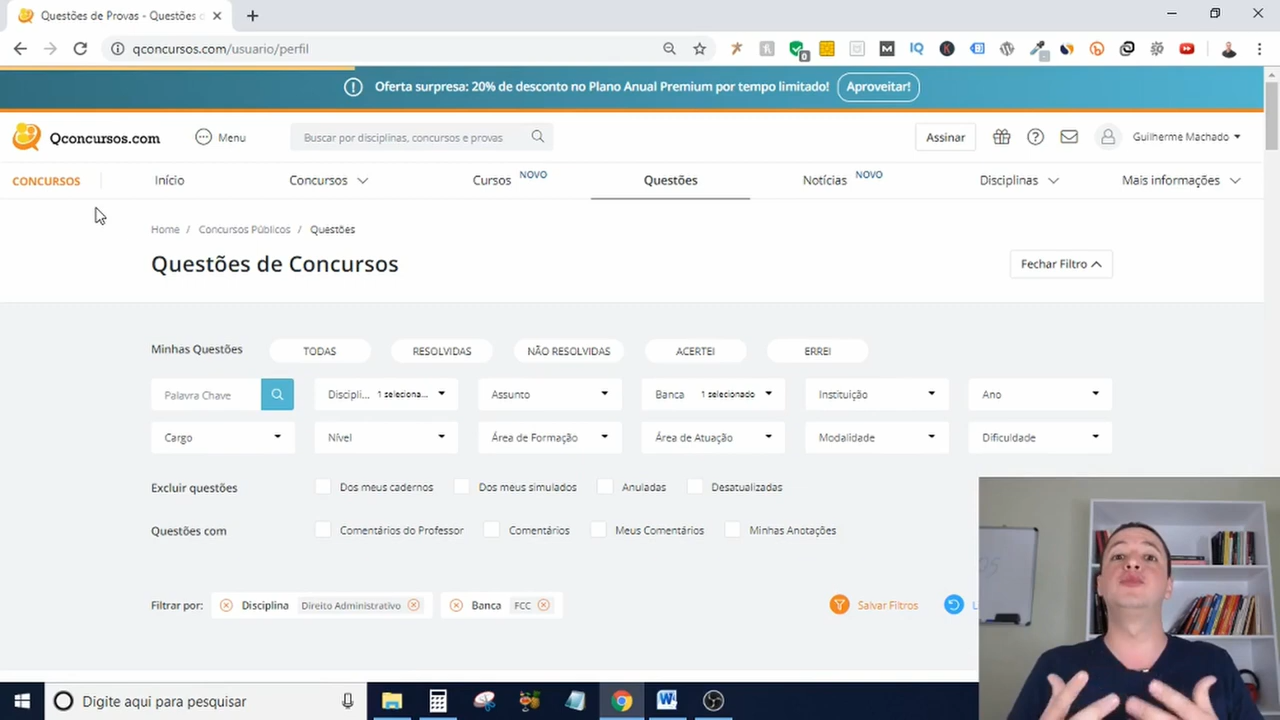 Questões de Provas - Questões d
qconcursos.com/usuario/perfil
Oferta surpresa: 20% de desconto no Plano Anual Premium por tempo limitado!
Aproveitar!
Qconcursos.com
Menu
Buscar por disciplinas, concursos e provas
Assinar
Guilherme Machado
CONCURSOS
Início
Concursos
Cursos NOVO
Questões
Notícias NOVO
Disciplinas
Mais informações
Home / Concursos Públicos / Questões
Questões de Concursos
Fechar Filtro
Minhas Questões
TODAS
RESOLVIDAS
NÃO RESOLVIDAS
ACERTEI
ERREI
Palavra Chave
Discipli... 1 seleciona...
Assunto
Banca 1 selecionado
Instituição
Ano
Cargo
Nível
Área de Formação
Área de Atuação
Modalidade
Dificuldade
Excluir questões
Dos meus cadernos
Dos meus simulados
Anuladas
Desatualizadas
Questões com
Comentários do Professor
Comentários
Meus Comentários
Minhas Anotações
Filtrar por:
Disciplina Direito Administrativo
Banca FCC
Salvar Filtros
Digite aqui para pesquisar